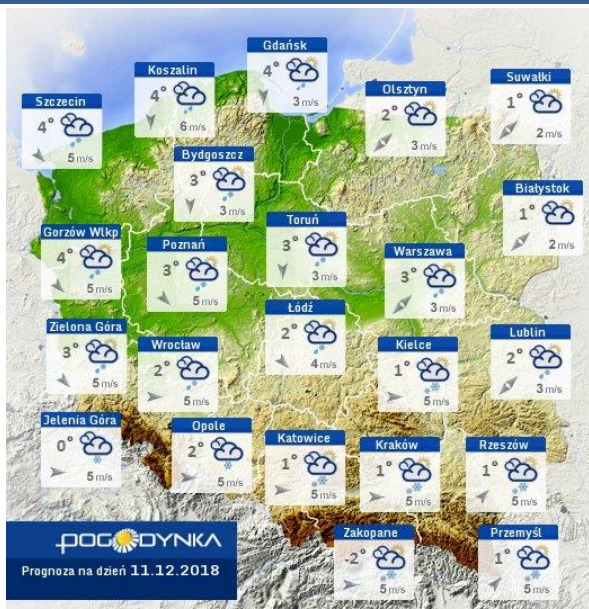 Gdańsk
4°
3 m/s
Koszalin
4°
6 m/s
Olsztyn
2°
3 m/s
Suwałki
1°
2 m/s
Szczecin
4°
5 m/s
Bydgoszcz
3°
3 m/s
Białystok
1°
2 m/s
Gorzów Wlkp
4°
5 m/s
Poznań
3°
5 m/s
Toruń
3°
3 m/s
Warszawa
3°
3 m/s
Zielona Góra
3°
5 m/s
Wrocław
2°
5 m/s
Łódź
2°
4 m/s
Kielce
1°
5 m/s
Lublin
2°
3 m/s
Jelenia Góra
0°
5 m/s
Opole
2°
5 m/s
Katowice
1°
5 m/s
Kraków
1°
5 m/s
Rzeszów
1°
5 m/s
Zakopane
-2°
5 m/s
Przemyśl
1°
5 m/s
POGODYNKA
Prognoza na dzień 11.12.2018